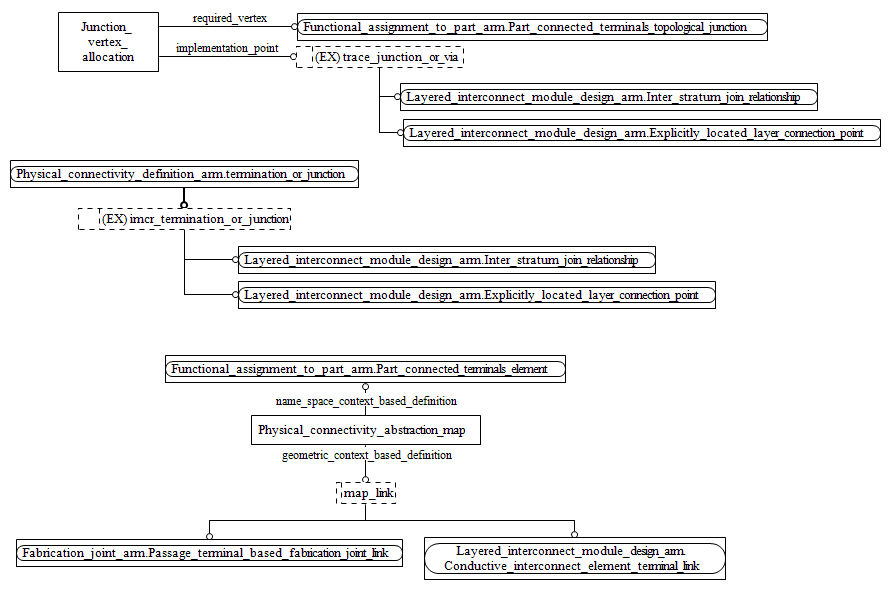 Junction_
vertex_
allocation
required_vertex
Functional_assignment_to_part_arm.Part_connected_terminals_topological_junction
implementation_point
(EX) trace_junction_or_via
Layered_interconnect_module_design_arm.Inter_stratum_join_relationship
Layered_interconnect_module_design_arm.Explicitly_located_layer_connection_point
Physical_connectivity_definition_arm.termination_or_junction
(EX) imcr_termination_or_junction
Layered_interconnect_module_design_arm.Inter_stratum_join_relationship
Layered_interconnect_module_design_arm.Explicitly_located_layer_connection_point
Functional_assignment_to_part_arm.Part_connected_terminals_element
name_space_context_based_definition
Physical_connectivity_abstraction_map
geometric_context_based_definition
map_link
Fabrication_joint_arm.Passage_terminal_based_fabrication_joint_link
Layered_interconnect_module_design_arm.
Conductive_interconnect_element_terminal_link